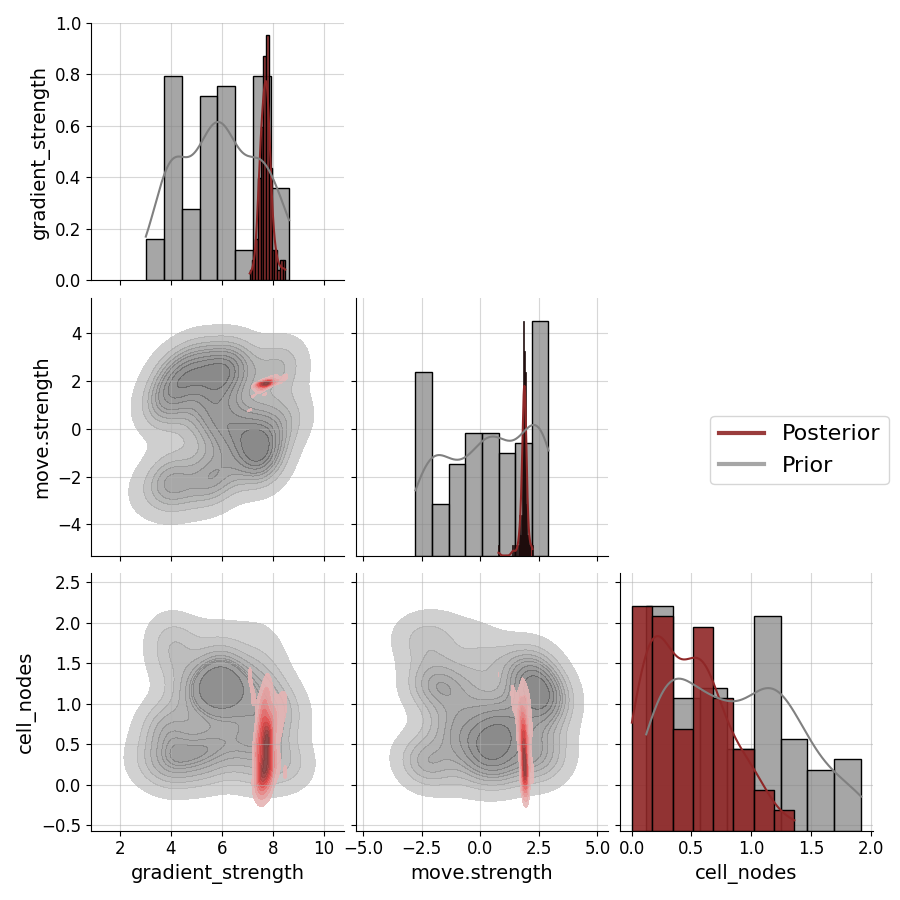 1.0
0.8
0.6
0.4
0.2
0.0
gradient_strength
4
2
0
−2
−4
move.strength
Posterior
Prior
2.5
2.0
1.5
1.0
0.5
0.0
−0.5
cell_nodes
2 4 6 8 10
gradient_strength
−5.0 −2.5 0.0 2.5 5.0
move.strength
0.0 0.5 1.0 1.5 2.0
cell_nodes